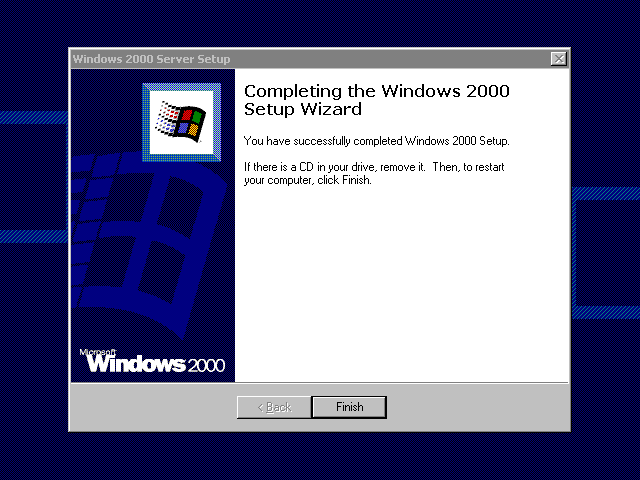 Windows 2000 Server Setup
Completing the Windows 2000
Setup Wizard
You have successfully completed Windows 2000 Setup.
If there is a CD in your drive, remove it. Then, to restart
your computer, click Finish.
Microsoft
Windows 2000
< Back
Finish